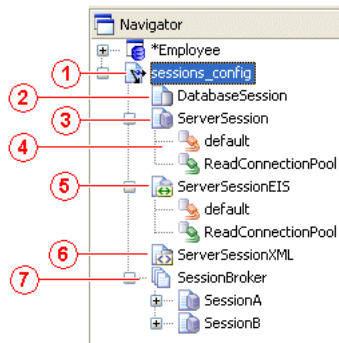 Navigator
*Employee
1 sessions_config
2 DatabaseSession
3 ServerSession
4 default
ReadConnectionPool
5 ServerSessionEIS
default
ReadConnectionPool
6 ServerSessionXML
7 SessionBroker
SessionA
SessionB